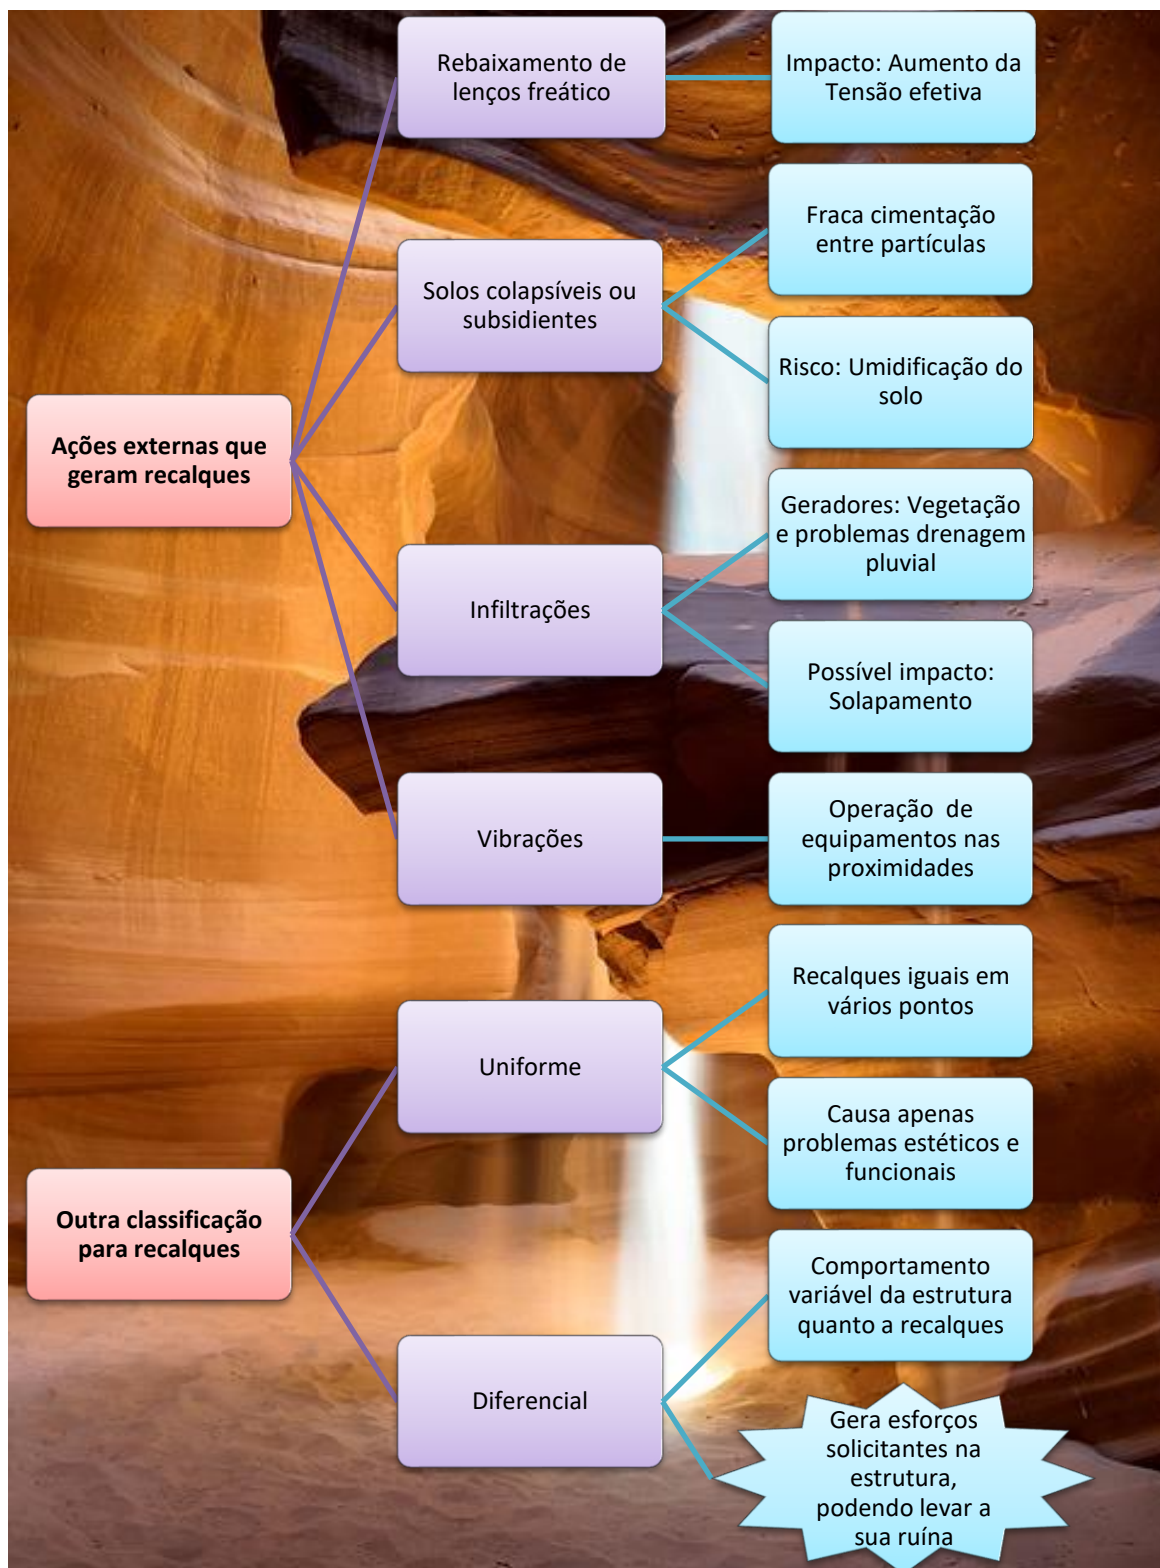 Rebaixamento de
lenços freático
Impacto: Aumento da
Tensão efetiva
Fraca cimentação
entre partículas
Solos colapsíveis ou
subsidientes
Risco: Umidificação do
solo
Ações externas que
geram recalques
Geradores: Vegetação
e problemas drenagem
pluvial
Infiltrações
Possível impacto:
Solapamento
Vibrações
Operação de
equipamentos nas
proximidades
Recalques iguais em
vários pontos
Uniforme
Causa apenas
problemas estéticos e
funcionais
Outra classificação
para recalques
Comportamento
variável da estrutura
quanto a recalques
Diferencial
Gera esforços
solicitantes na
estrutura,
podendo levar a
sua ruína